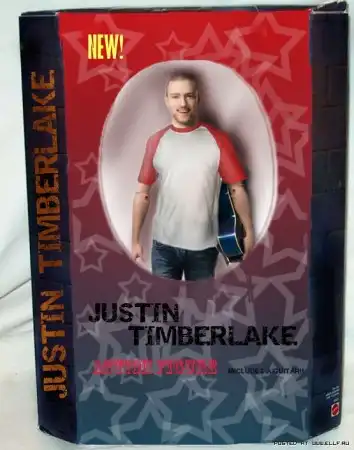 NEW!
JUSTIN TIMBERLAKE
JUSTIN
TIMBERLAKE
ACTION FIGURE
INCLUDES A GUITAR!!